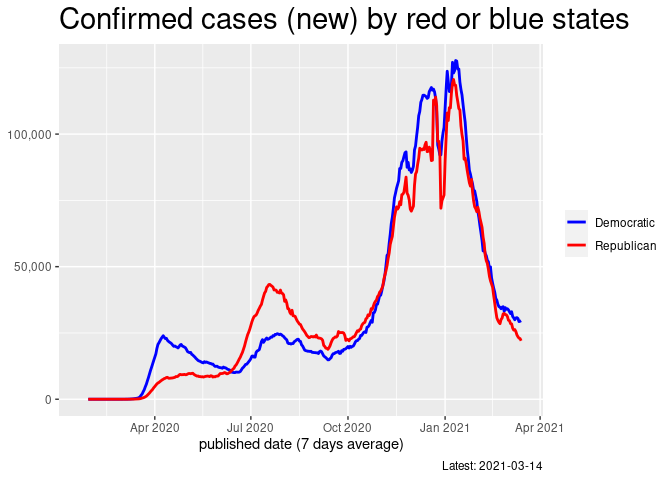 Confirmed cases (new) by red or blue states
100,000
50,000
0
Apr 2020
Jul 2020
Oct 2020
Jan 2021
Apr 2021
published date (7 days average)
Democratic
Republican
Latest: 2021-03-14